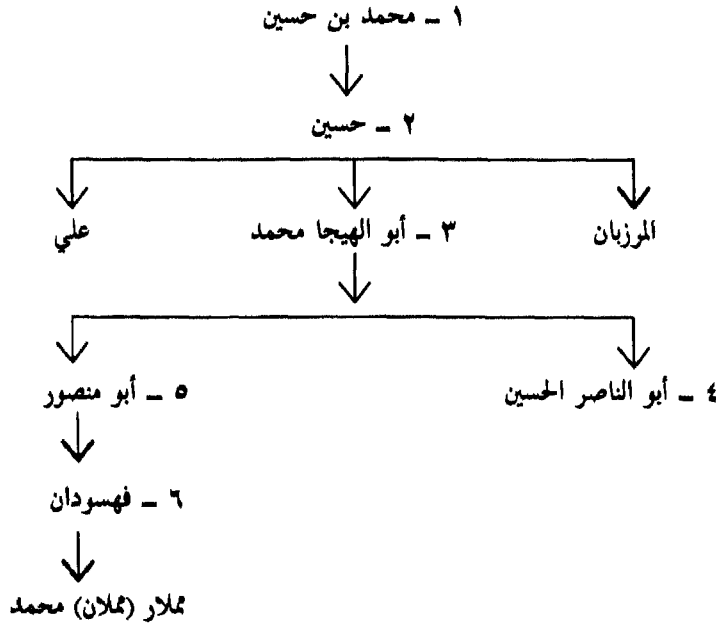 ١ ـ محمد بن حسين
٢ ـ حسين
المرزبان
٣ ـ أبو الهيجا محمد
علي
٤ ـ أبو الناصر الحسين
٥ ـ أبو منصور
٦ ـ فهسودان
مملار (مملان) محمد